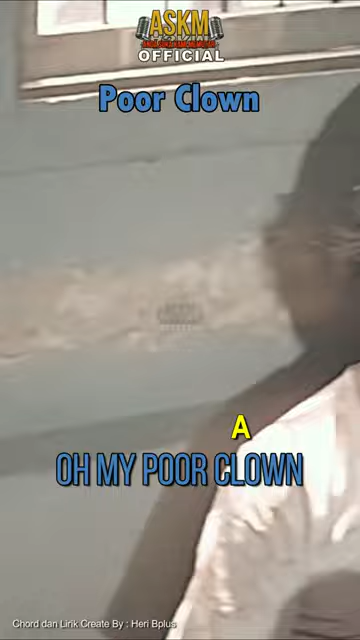 ASKM
OFFICIAL
Poor Clown
A
OH MY POOR CLOWN
Chord dan Lirik Create By : Heri Bplus